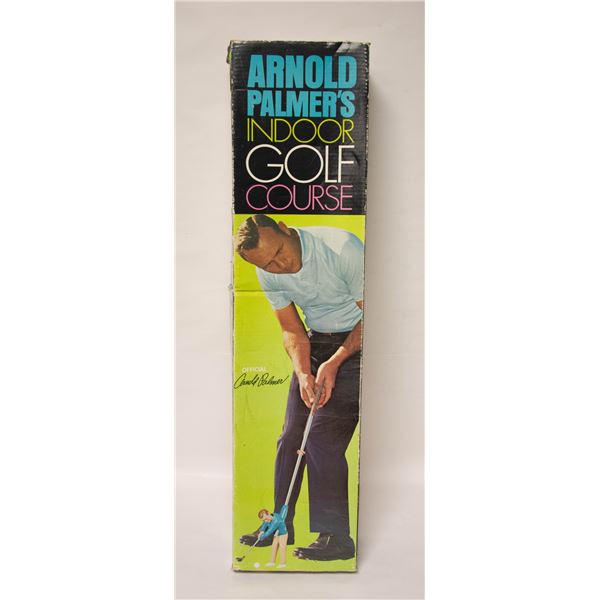 ARNOLD
PALMER'S
INDOOR
GOLF
COURSE
OFFICIAL
Arnold Palmer